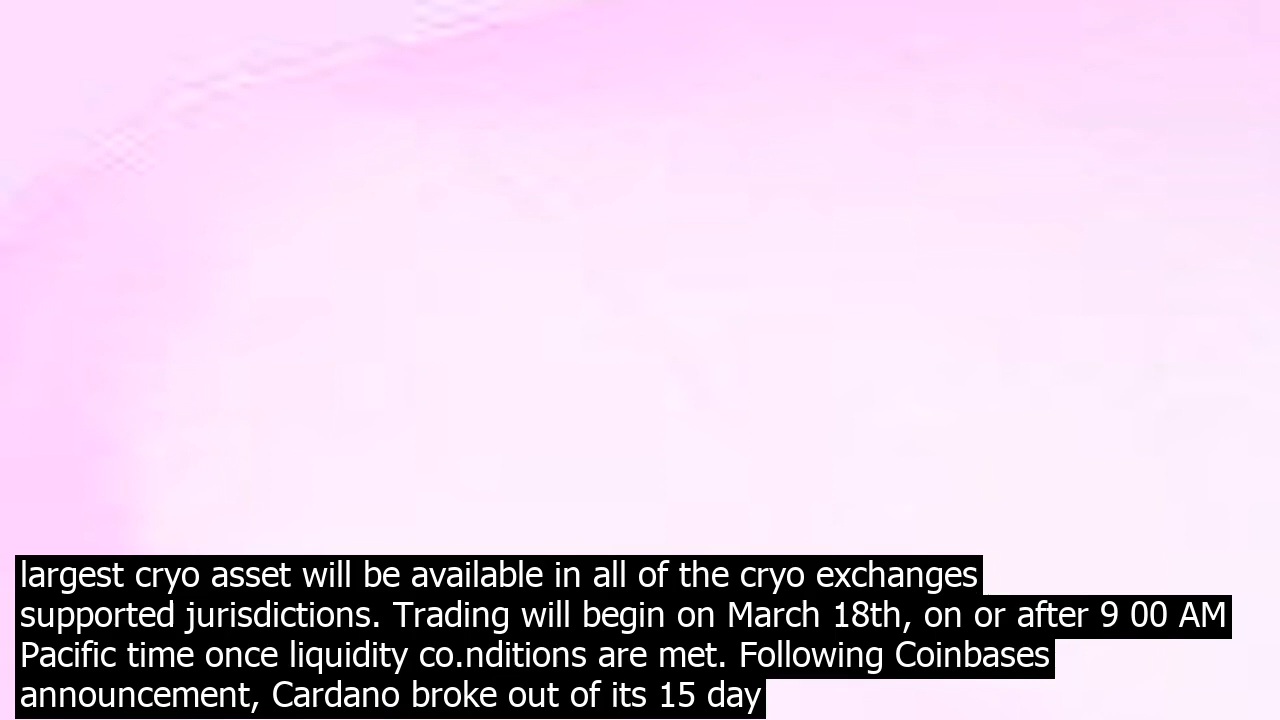 largest cryo asset will be available in all of the cryo exchanges
supported jurisdictions. Trading will begin on March 18th, on or after 9 00 AM
Pacific time once liquidity co.nditions are met. Following Coinbases
announcement, Cardano broke out of its 15 day